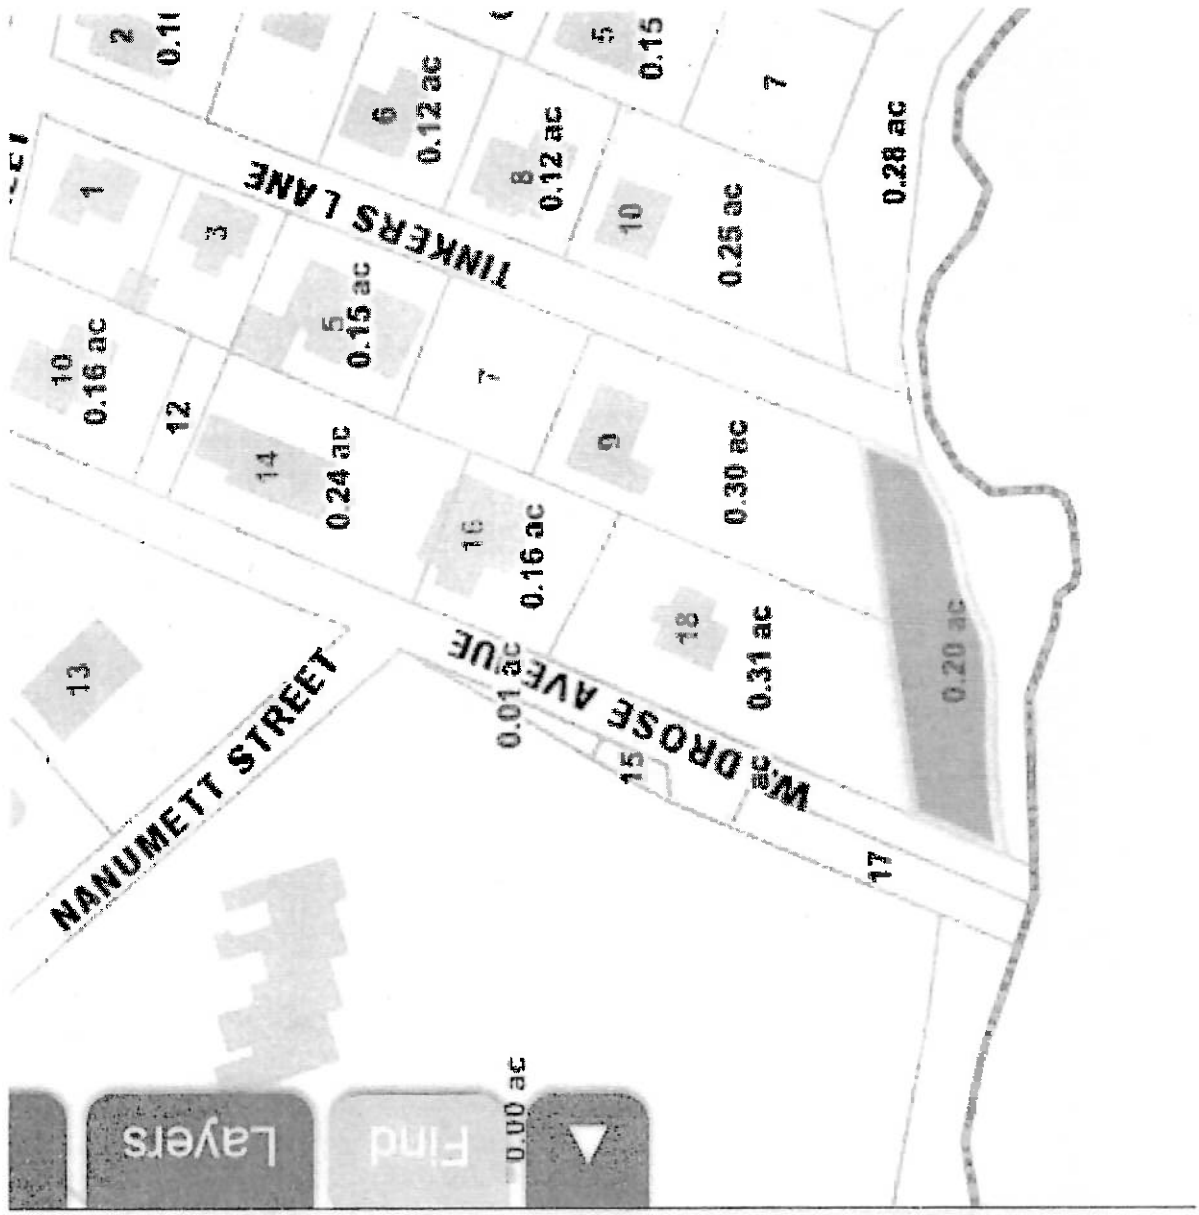 2
0.1
6
0.12 ac
8
0.12 ac
5
0.15
7
0.28 ac
1
3
TINKERS LANE
10
0.25 ac
10
0.16 ac
12
5
0.15 ac
7
9
0.30 ac
14
0.24 ac
16
0.16 ac
18
0.31 ac
0.20 ac
13
NANUMETT STREET
0.01 ac
W. DROSE AVE UE
15
ac
17
Layers
Find
0.00 ac